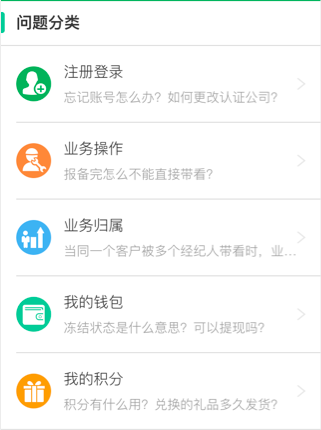 问题分类
注册登录
忘记账号怎么办？如何更改认证公司？
业务操作
报备完怎么不能直接带看？
业务归属
当同一个客户被多个经纪人带看时，业...
我的钱包
冻结状态是什么意思？可以提现吗？
我的积分
积分有什么用？兑换的礼品多久发货？